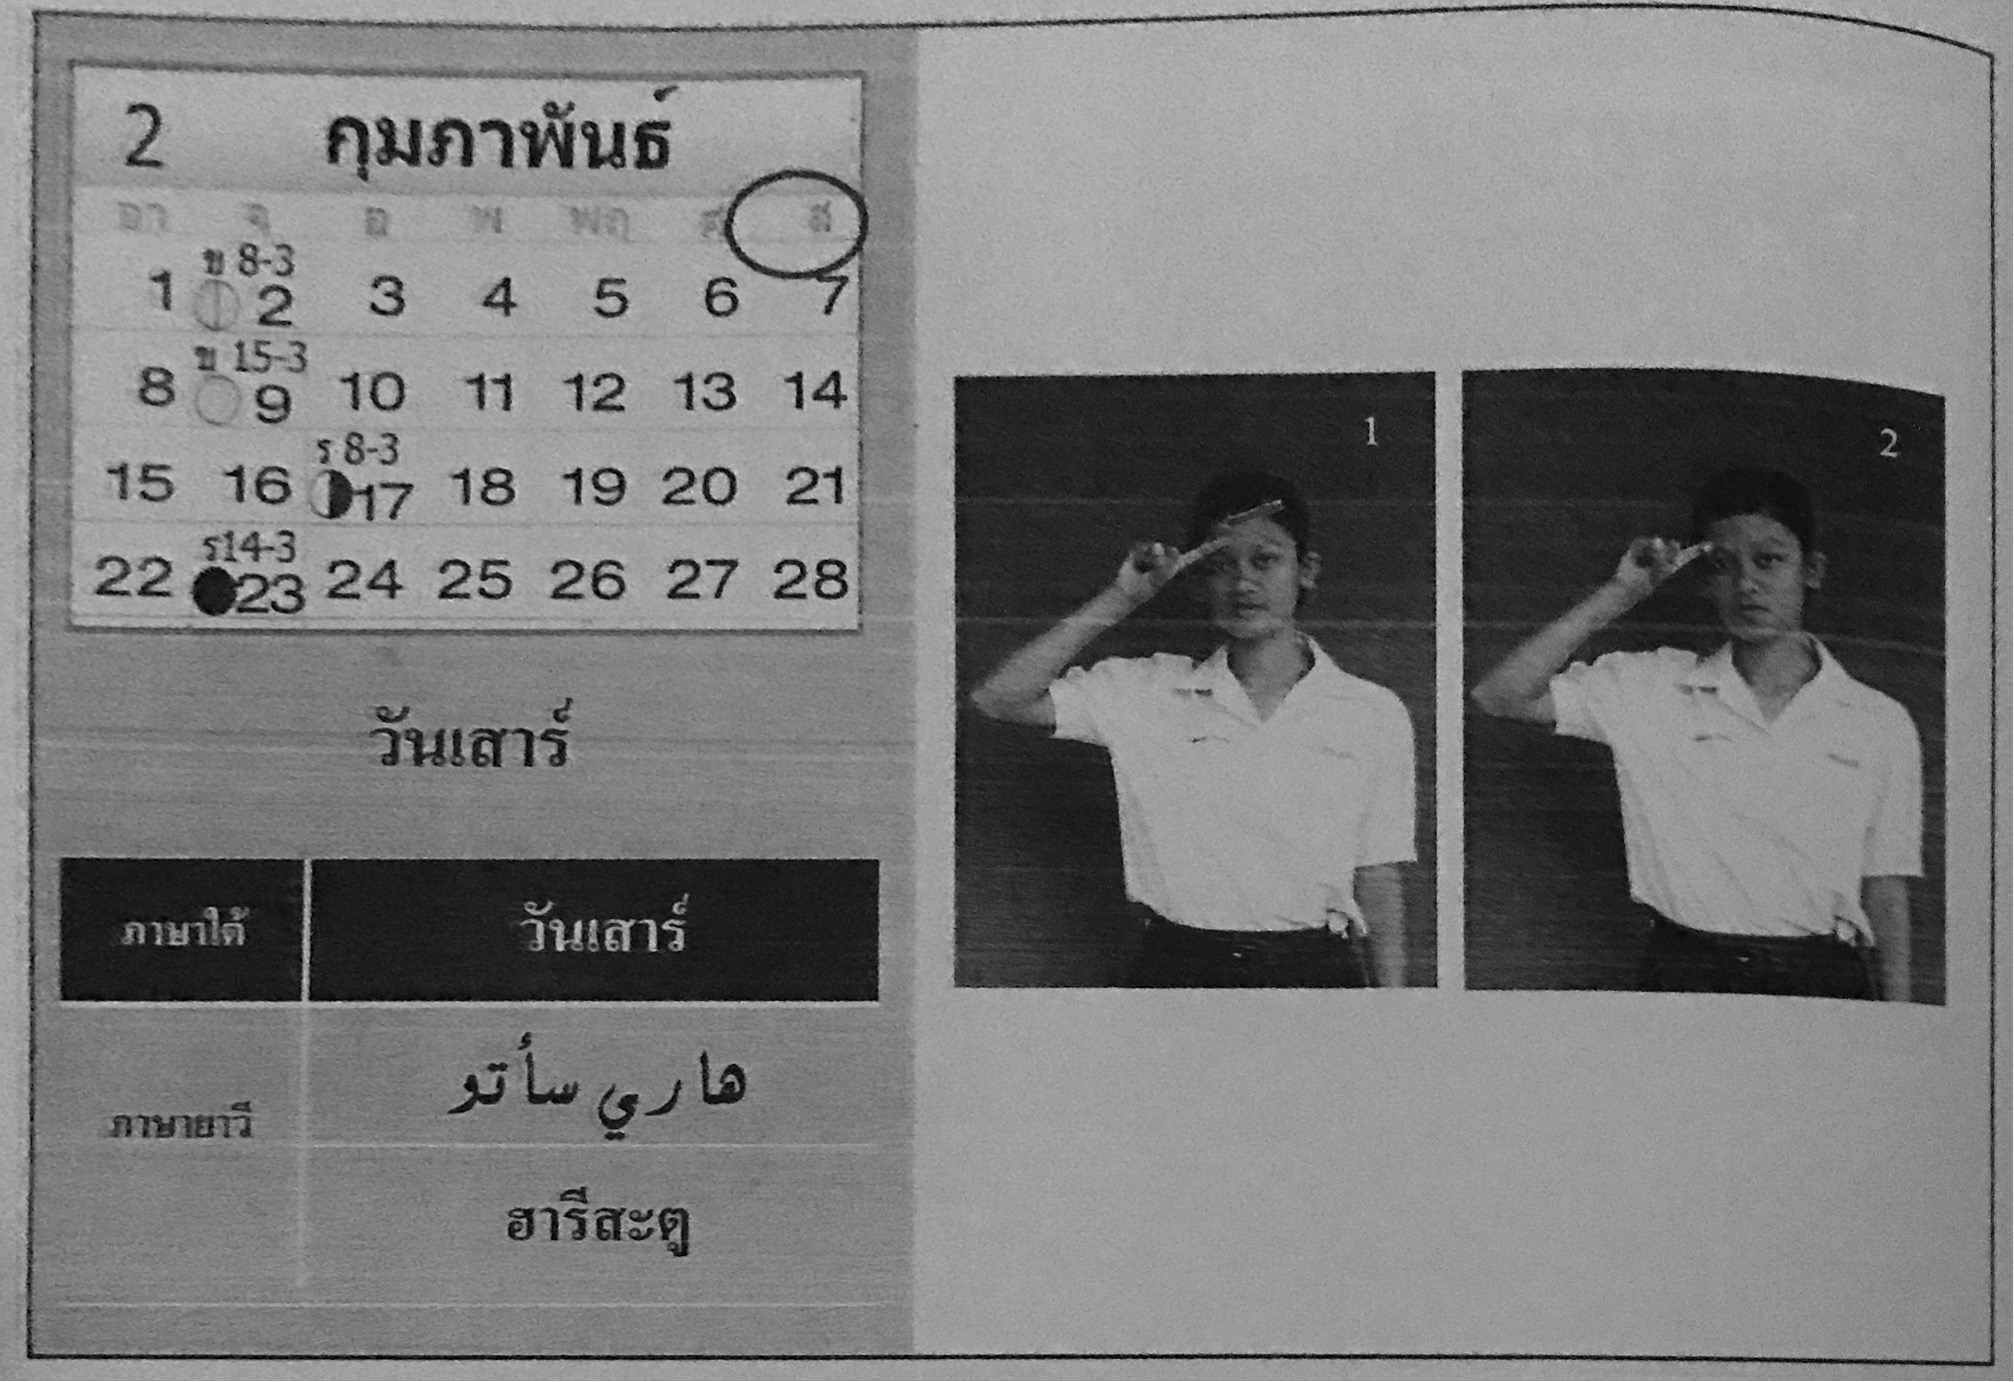 2 กุมภาพันธ์
อา จ อ พ พฤ ศ ส
ข 8-3
1 2 3 4 5 6 7
ข 15-3
8 9 10 11 12 13 14
ร 8-3
15 16 17 18 19 20 21
ร14-3
22 23 24 25 26 27 28
วันเสาร์
ภาษาใต้ วันเสาร์
ภาษายาวี
هاري سأتو
ฮารีสะตู
1
2